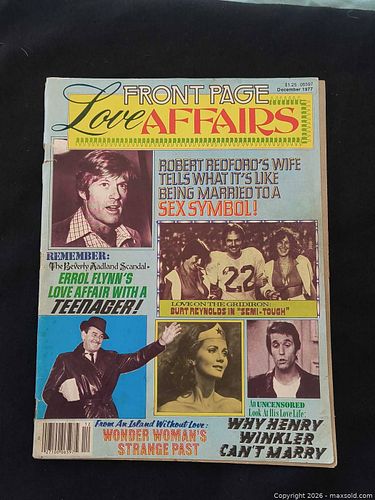 $1.25 · 06597
December 1977
FRONT PAGE
Love AFFAIRS
ROBERT REDFORD'S WIFE
TELLS WHAT IT'S LIKE
BEING MARRIED TO A
SEX SYMBOL!
REMEMBER:
The Beverly Aadland Scandal-
ERROL FLYNN'S
LOVE AFFAIR WITH A
TEENAGER!
22
LOVE ON THE GRIDIRON:
BURT REYNOLDS IN "SEMI-TOUGH"
An UNCENSORED
Look At His Love Life:
WHY HENRY
WINKLER
CAN'T MARRY
From An Island Without Love:
WONDER WOMAN'S
STRANGE PAST
12
Copyright 2026 - maxsold.com